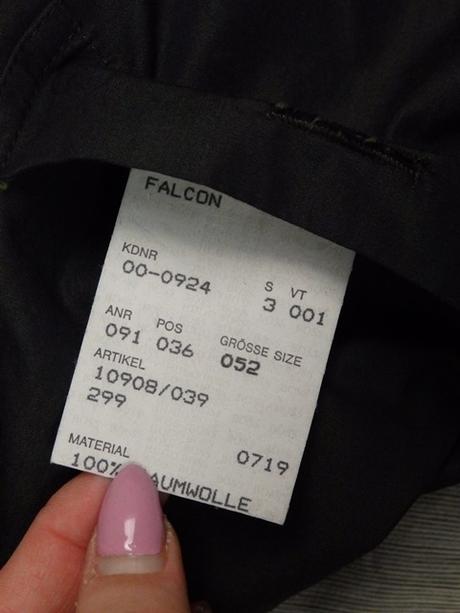 FALCON
KDNR
00-0924
S VT
3 001
ANR POS GRÖSSE SIZE
091 036 052
ARTIKEL
10908/039
299
MATERIAL 0719
100% AUMWOLLE